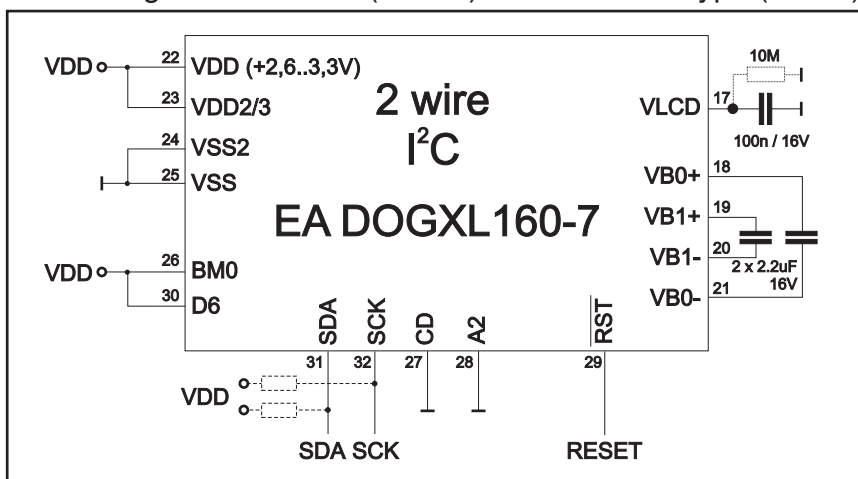 VDD
22
VDD (+2,6..3,3V)
23
VDD2/3
24
VSS2
25
VSS
VDD
26
BM0
30
D6
2 wire
I²C
EA DOGXL160-7
10M
17
VLCD
100n / 16V
18
VB0+
19
VB1+
20
VB1-
2 x 2.2uF
16V
21
VB0-
SDA
SCK
CD
A2
RST
31
32
27
28
29
VDD
SDA SCK
RESET